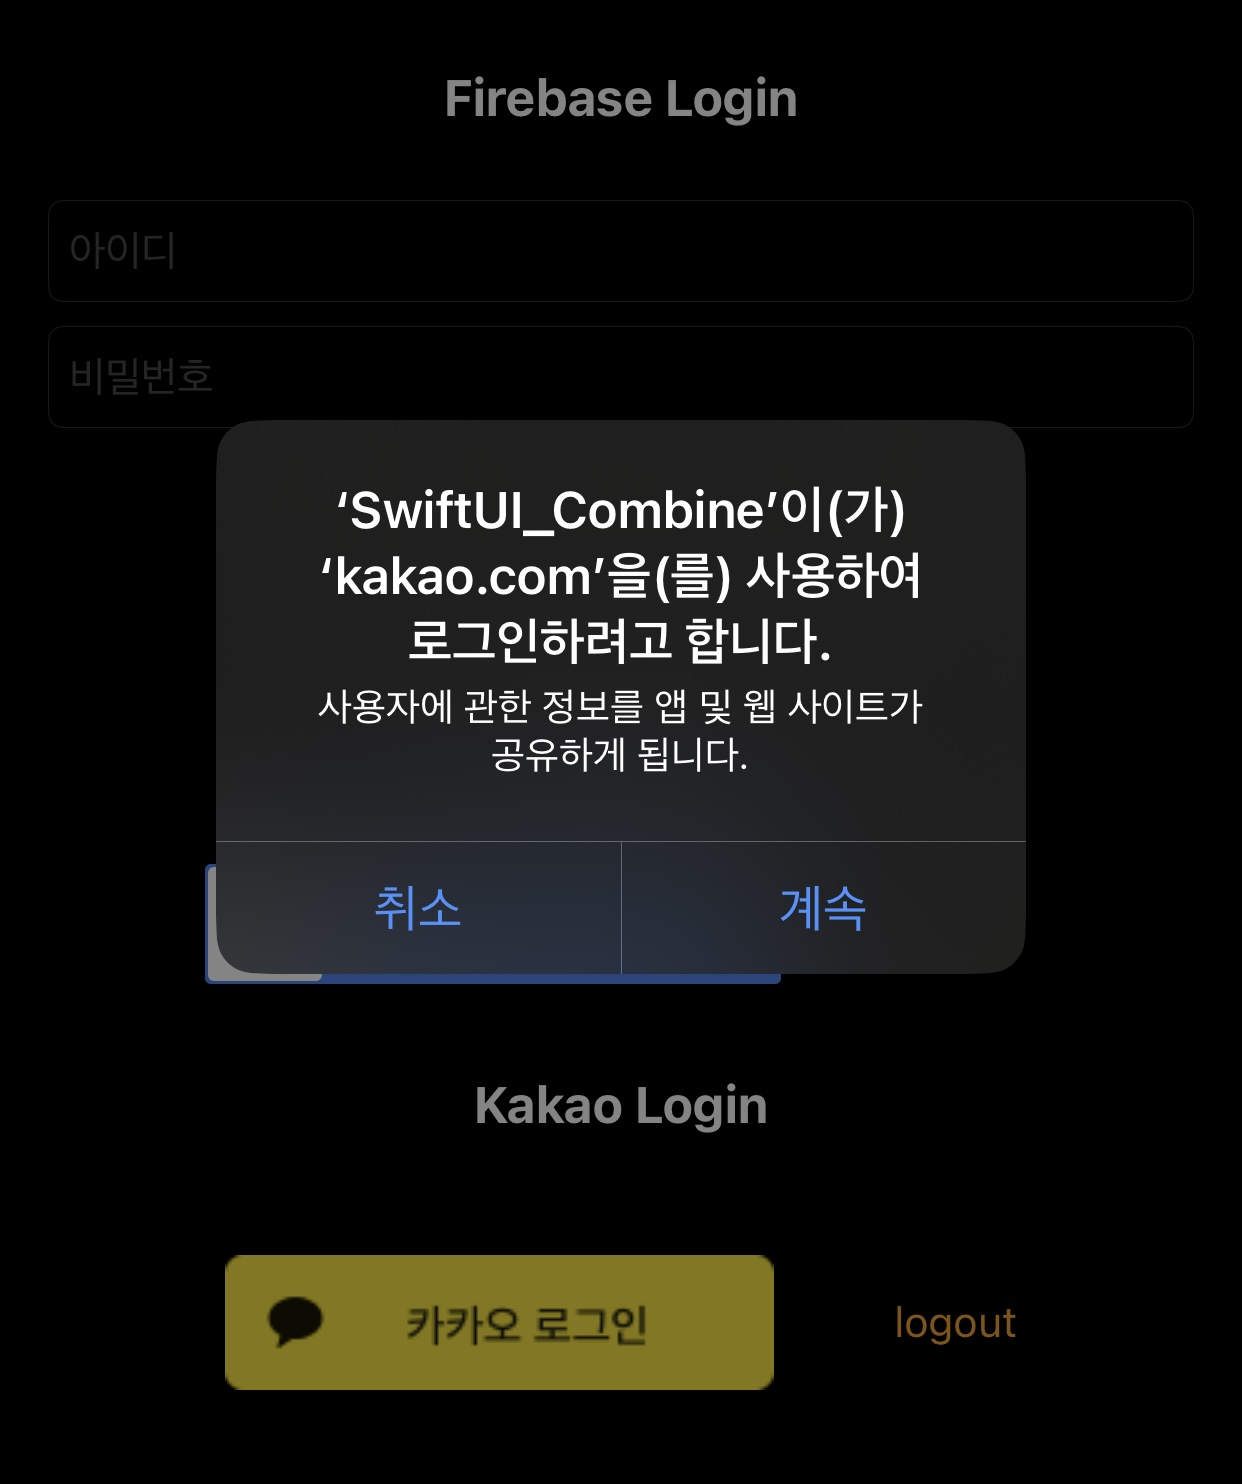 Firebase Login
아이디
비밀번호
‘SwiftUI_Combine’이(가)
‘kakao.com’을(를) 사용하여
로그인하려고 합니다.
사용자에 관한 정보를 앱 및 웹 사이트가
공유하게 됩니다.
취소
계속
Kakao Login
카카오 로그인
logout